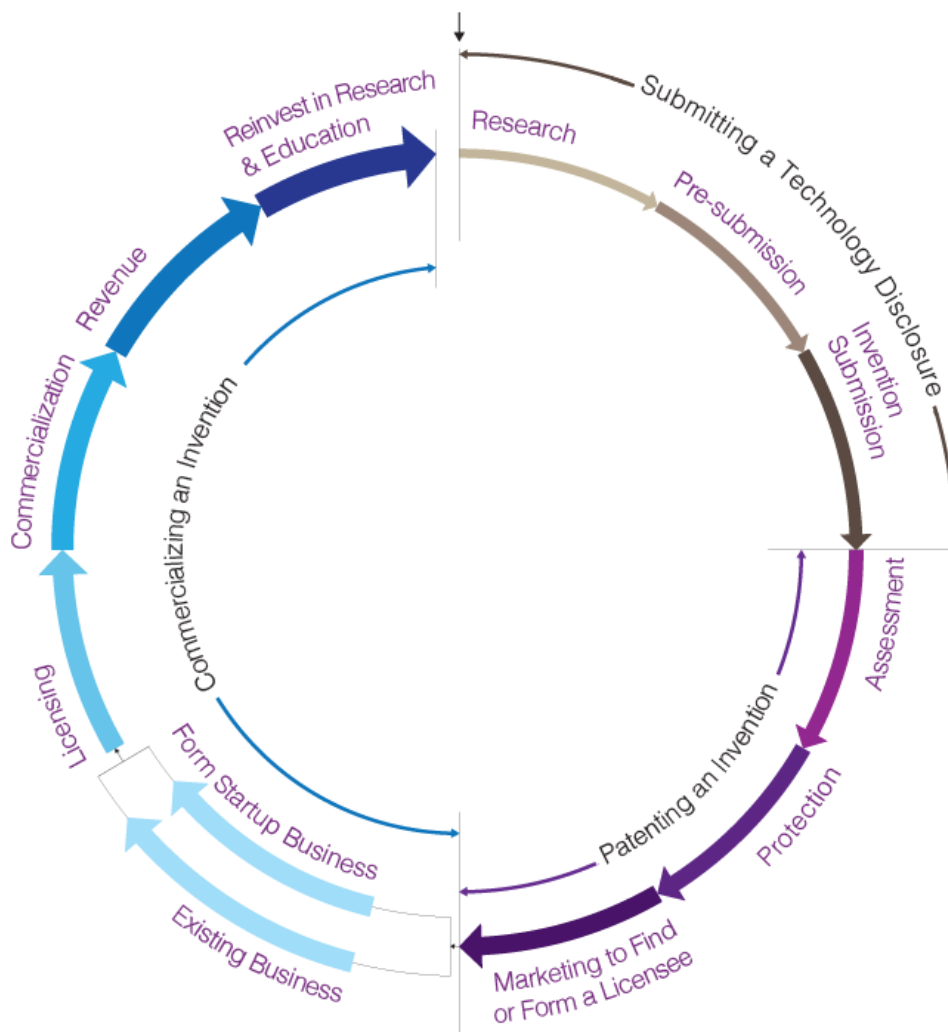 Submitting a Technology Disclosure
Research
Pre-submission
Invention
Submission
Patenting an Invention
Assessment
Protection
Marketing to Find
or Form a Licensee
Commercializing an Invention
Form Startup Business
Existing Business
Licensing
Commercialization
Revenue
Reinvest in Research
& Education